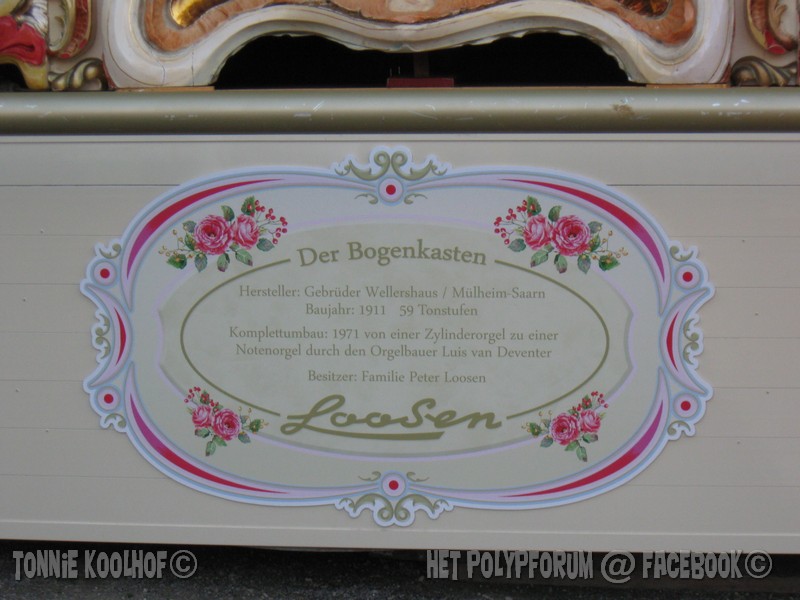 Der Bogenkasten
Hersteller: Gebrüder Wellershaus / Mülheim-Saarn
Baujahr: 1911 59 Tonstufen
Komplettumbau: 1971 von einer Zylinderorgel zu einer
Notenorgel durch den Orgelbauer Luis van Deventer
Besitzer: Familie Peter Loosen
Loosen
TONNiE KOOLHOF©
HET POLYPFORUM @ FACEBOOK©